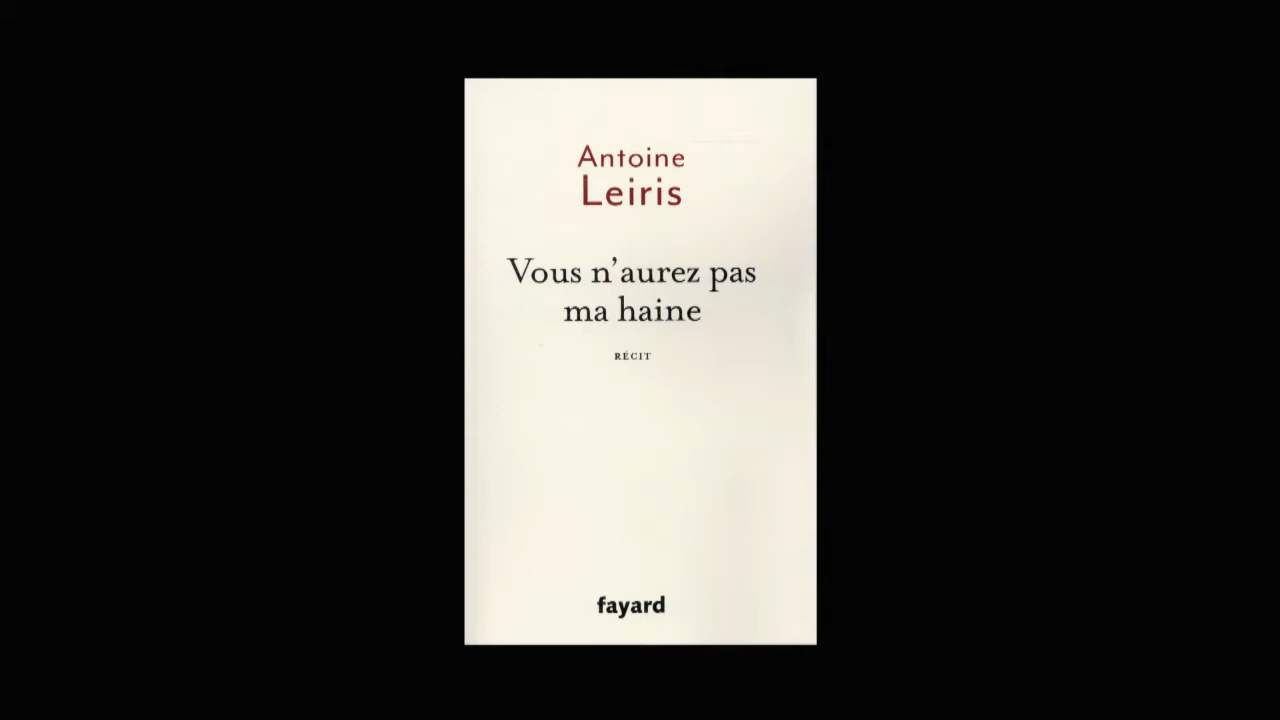 Antoine
Leiris
Vous n’aurez pas
ma haine
RÉCIT
fayard